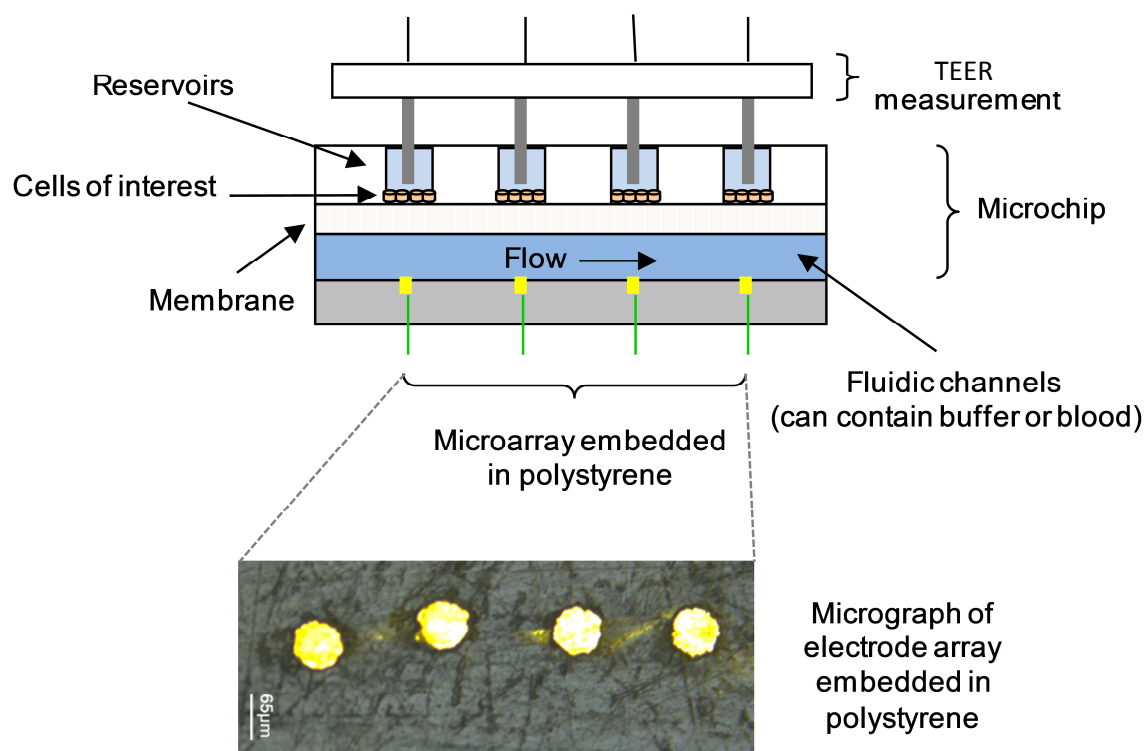 Reservoirs
TEER
measurement
Cells of interest
Microchip
Membrane
Flow
Fluidic channels
(can contain buffer or blood)
Microarray embedded
in polystyrene
65µm
Micrograph of
electrode array
embedded in
polystyrene